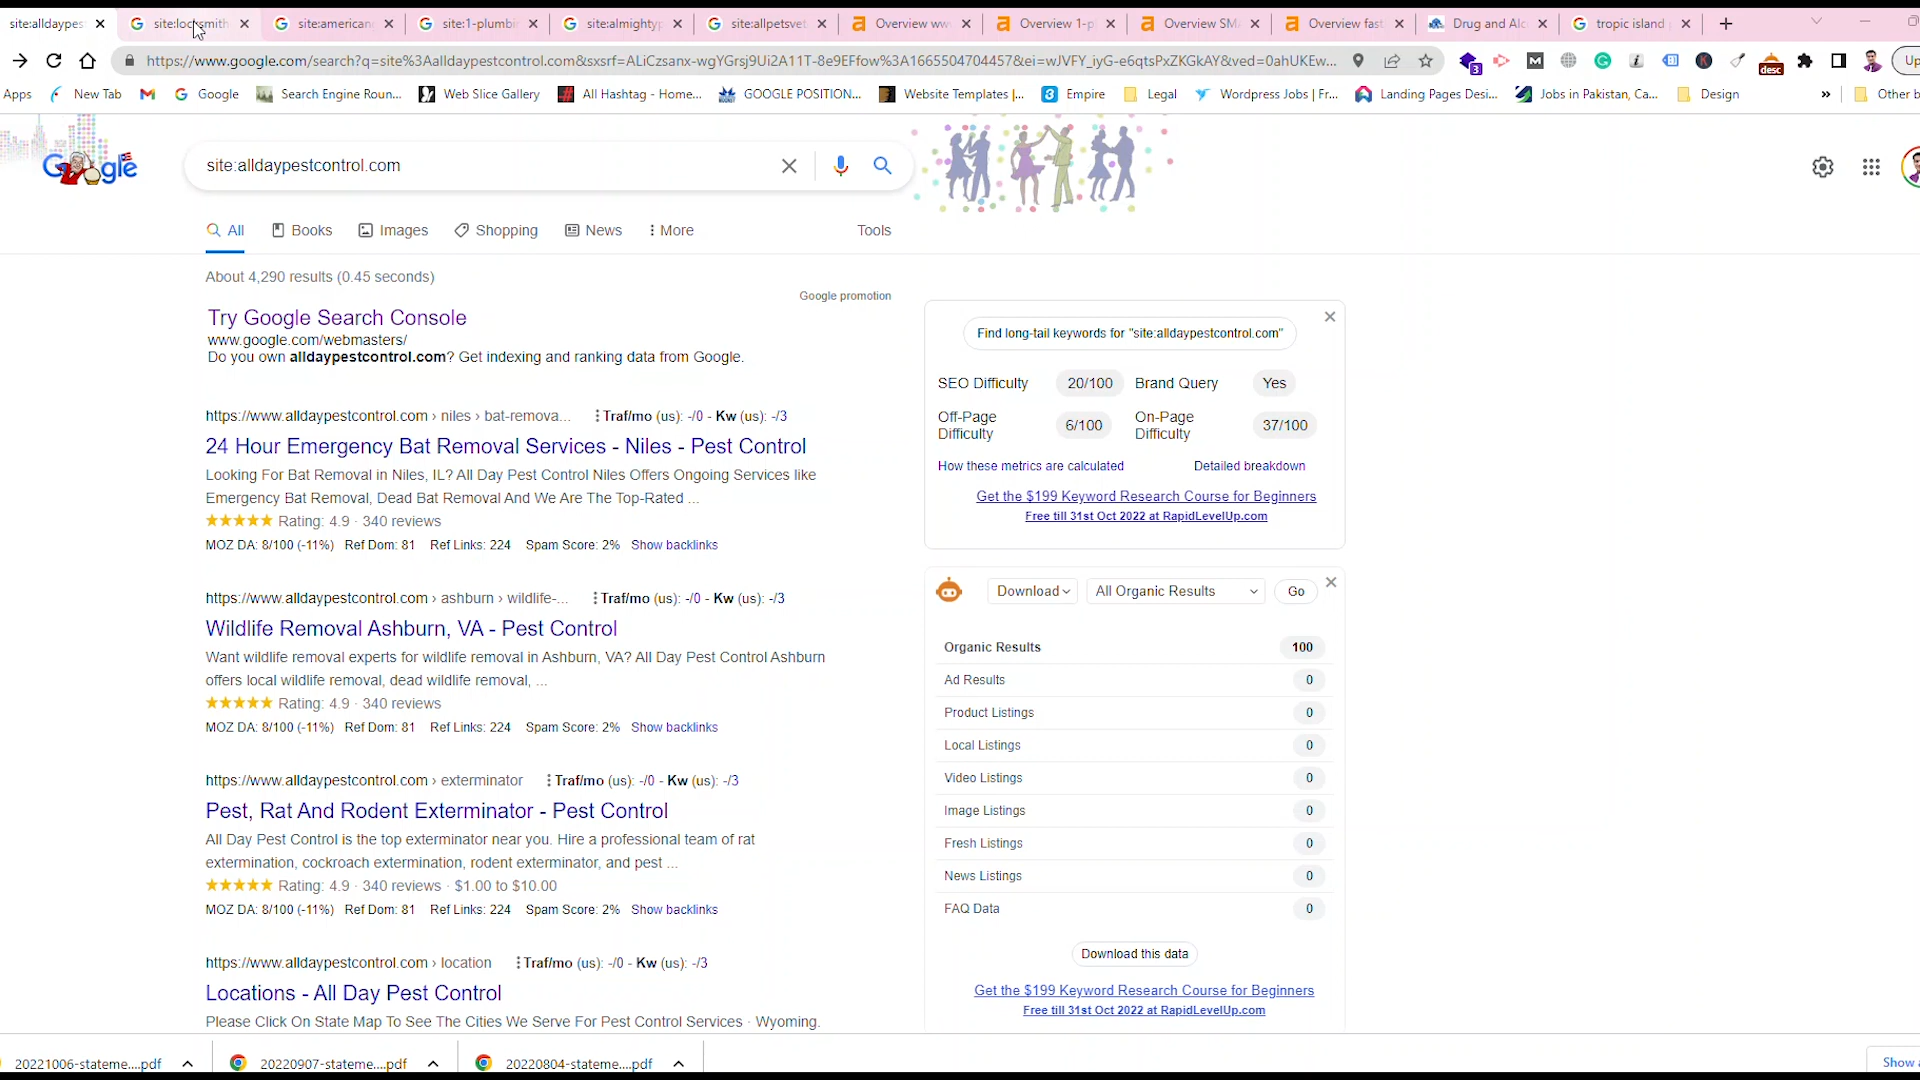 site:alldaypes
site:locksmith
site:american
site:1-plumbi
site:almightyp
site:allpetsvet
Overview ww
Overview 1-p
Overview SM
Overview fas
Drug and Alc
tropic island
https://www.google.com/search?q=site%3Aalldaypestcontrol.com&sxsrf=ALiCzsanx-wgYGrsj9Ui2A11T-8e9EFfow%3A1665504704457&ei=wJVFY_iyG-e6qtsPxZKGkAY&ved=0ahUKEw...
3
desc
Up
Apps
New Tab
Google
Search Engine Roun...
Web Slice Gallery
All Hashtag - Home...
GOOGLE POSITION...
Website Templates |...
Empire
Legal
Wordpress Jobs | Fr...
Landing Pages Desi...
Jobs in Pakistan, Ca...
Design
»
Other b
Google
site:alldaypestcontrol.com
All
Books
Images
Shopping
News
More
Tools
About 4,290 results (0.45 seconds)
Google promotion
Try Google Search Console
www.google.com/webmasters/
Do you own alldaypestcontrol.com? Get indexing and ranking data from Google.
https://www.alldaypestcontrol.com › niles › bat-remova... Traf/mo (us): -/0 - Kw (us): -/3
24 Hour Emergency Bat Removal Services - Niles - Pest Control
Looking For Bat Removal in Niles, IL? All Day Pest Control Niles Offers Ongoing Services like
Emergency Bat Removal, Dead Bat Removal And We Are The Top-Rated ...
Rating: 4.9 · 340 reviews
MOZ DA: 8/100 (-11%) Ref Dom: 81 Ref Links: 224 Spam Score: 2% Show backlinks
https://www.alldaypestcontrol.com › ashburn › wildlife-... Traf/mo (us): -/0 - Kw (us): -/3
Wildlife Removal Ashburn, VA - Pest Control
Want wildlife removal experts for wildlife removal in Ashburn, VA? All Day Pest Control Ashburn
offers local wildlife removal, dead wildlife removal, ...
Rating: 4.9 · 340 reviews
MOZ DA: 8/100 (-11%) Ref Dom: 81 Ref Links: 224 Spam Score: 2% Show backlinks
https://www.alldaypestcontrol.com › exterminator Traf/mo (us): -/0 - Kw (us): -/3
Pest, Rat And Rodent Exterminator - Pest Control
All Day Pest Control is the top exterminator near you. Hire a professional team of rat
extermination, cockroach extermination, rodent exterminator, and pest ...
Rating: 4.9 · 340 reviews · $1.00 to $10.00
MOZ DA: 8/100 (-11%) Ref Dom: 81 Ref Links: 224 Spam Score: 2% Show backlinks
https://www.alldaypestcontrol.com › location Traf/mo (us): -/0 - Kw (us): -/3
Locations - All Day Pest Control
Please Click On State Map To See The Cities We Serve For Pest Control Services · Wyoming.
Find long-tail keywords for "site:alldaypestcontrol.com"
SEO Difficulty 20/100 Brand Query Yes
Off-Page Difficulty 6/100 On-Page Difficulty 37/100
How these metrics are calculated Detailed breakdown
Get the $199 Keyword Research Course for Beginners
Free till 31st Oct 2022 at RapidLevelUp.com
Download All Organic Results Go
Organic Results 100
Ad Results 0
Product Listings 0
Local Listings 0
Video Listings 0
Image Listings 0
Fresh Listings 0
News Listings 0
FAQ Data 0
Download this data
Get the $199 Keyword Research Course for Beginners
Free till 31st Oct 2022 at RapidLevelUp.com
20221006-stateme....pdf
20220907-stateme....pdf
20220804-stateme....pdf
Show